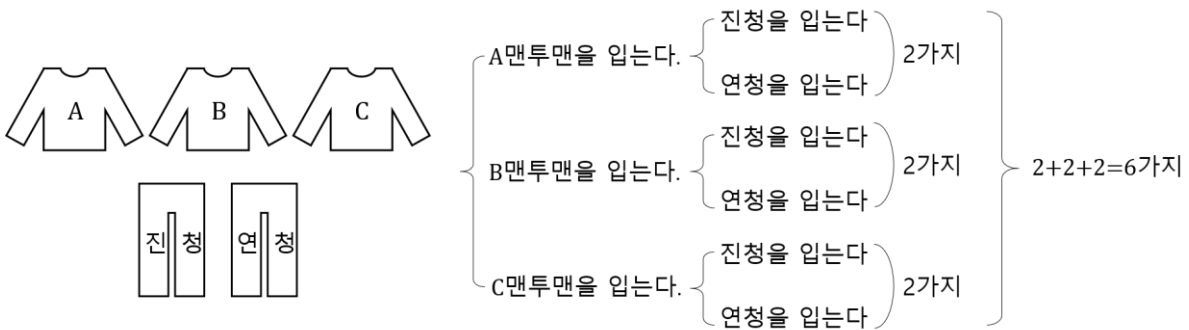 A B C
진 청 연 청
A맨투맨을 입는다.
진청을 입는다
연청을 입는다
2가지
B맨투맨을 입는다.
진청을 입는다
연청을 입는다
2가지
C맨투맨을 입는다.
진청을 입는다
연청을 입는다
2가지
2+2+2=6가지